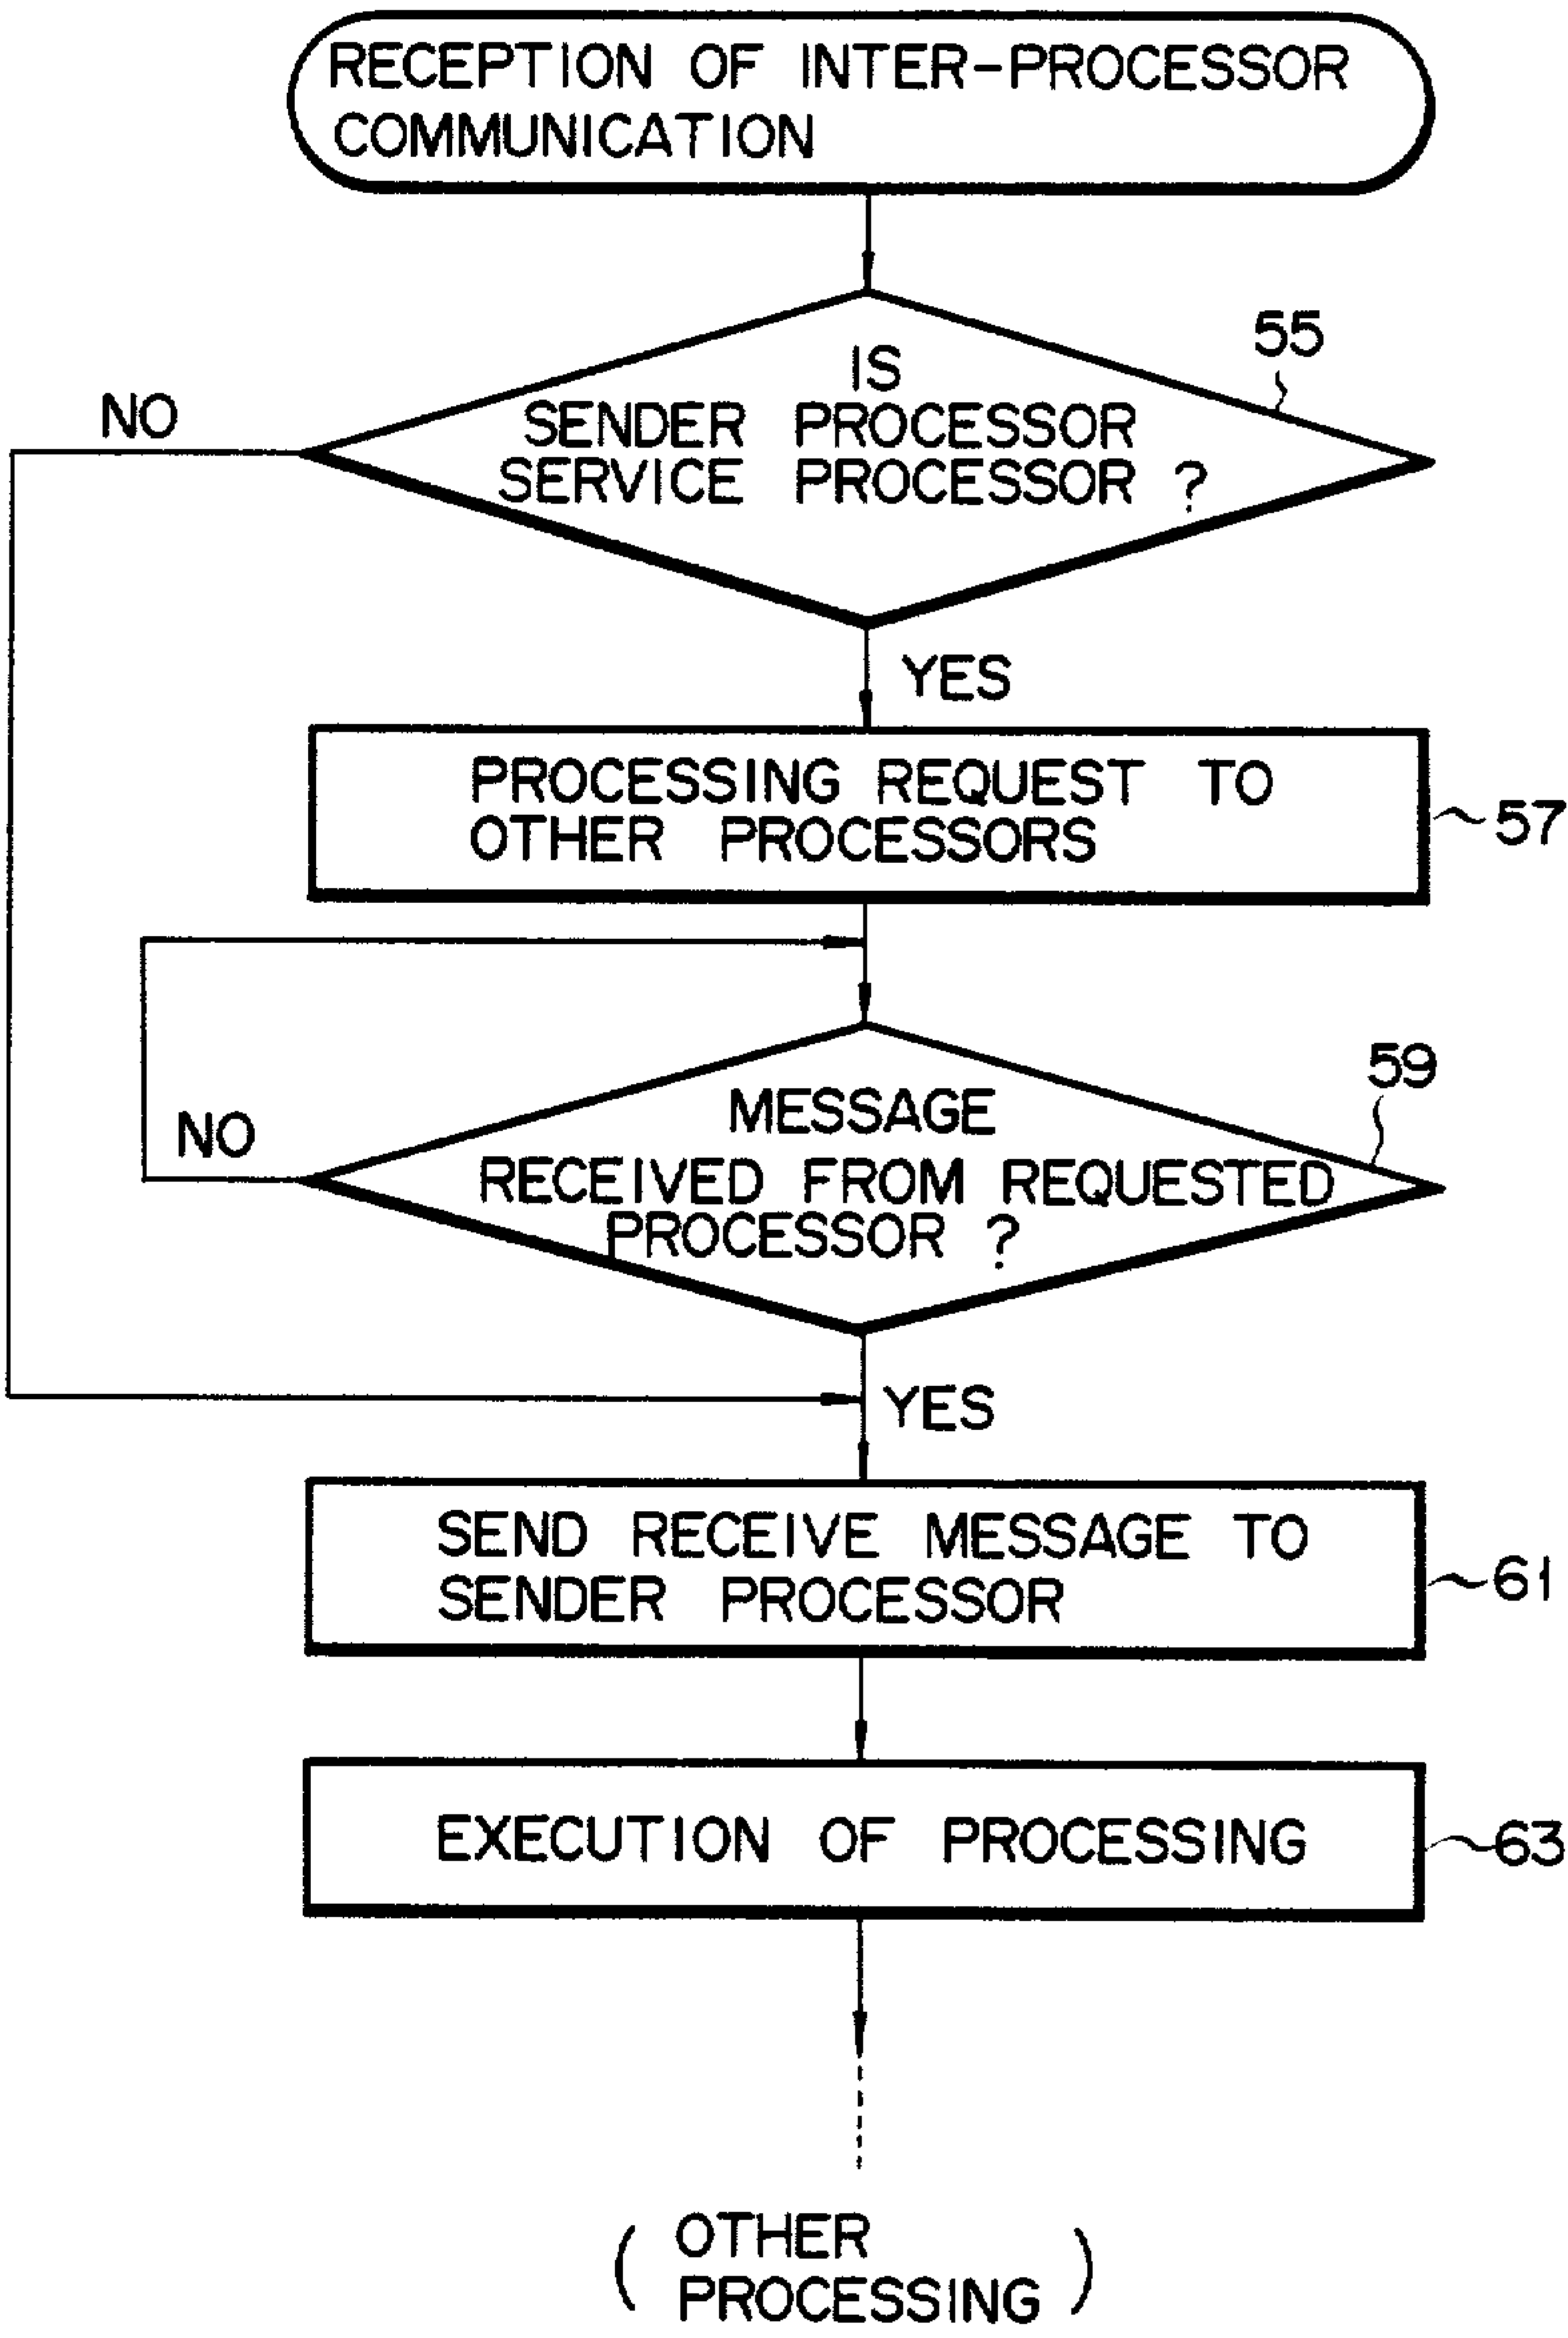 RECEPTION OF INTER-PROCESSOR
COMMUNICATION
55
IS
SENDER PROCESSOR
SERVICE PROCESSOR ?
NO
YES
PROCESSING REQUEST TO
OTHER PROCESSORS
57
59
MESSAGE
RECEIVED FROM REQUESTED
PROCESSOR ?
NO
YES
SEND RECEIVE MESSAGE TO
SENDER PROCESSOR
61
EXECUTION OF PROCESSING
63
( OTHER
PROCESSING )